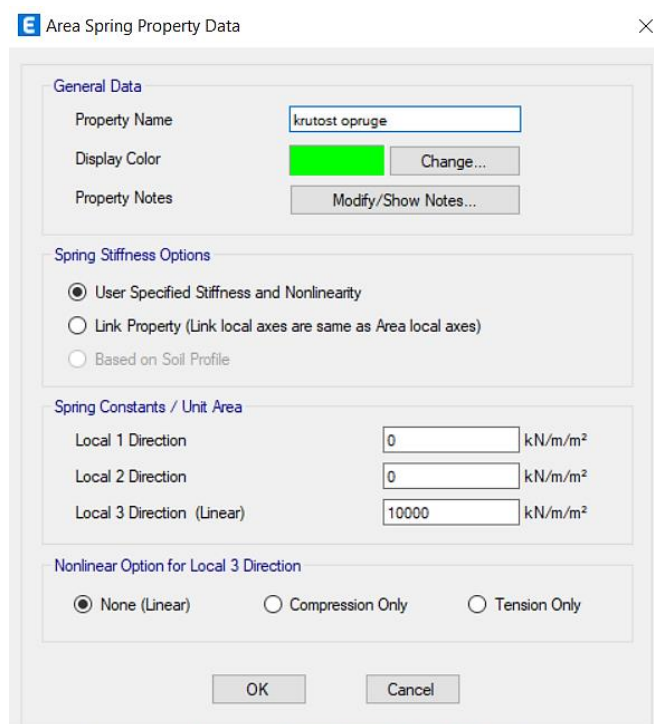 E Area Spring Property Data
General Data
Property Name krutost opruge
Display Color Change...
Property Notes Modify/Show Notes...
Spring Stiffness Options
User Specified Stiffness and Nonlinearity
Link Property (Link local axes are same as Area local axes)
Based on Soil Profile
Spring Constants / Unit Area
Local 1 Direction 0 kN/m/m²
Local 2 Direction 0 kN/m/m²
Local 3 Direction (Linear) 10000 kN/m/m²
Nonlinear Option for Local 3 Direction
None (Linear) Compression Only Tension Only
OK Cancel